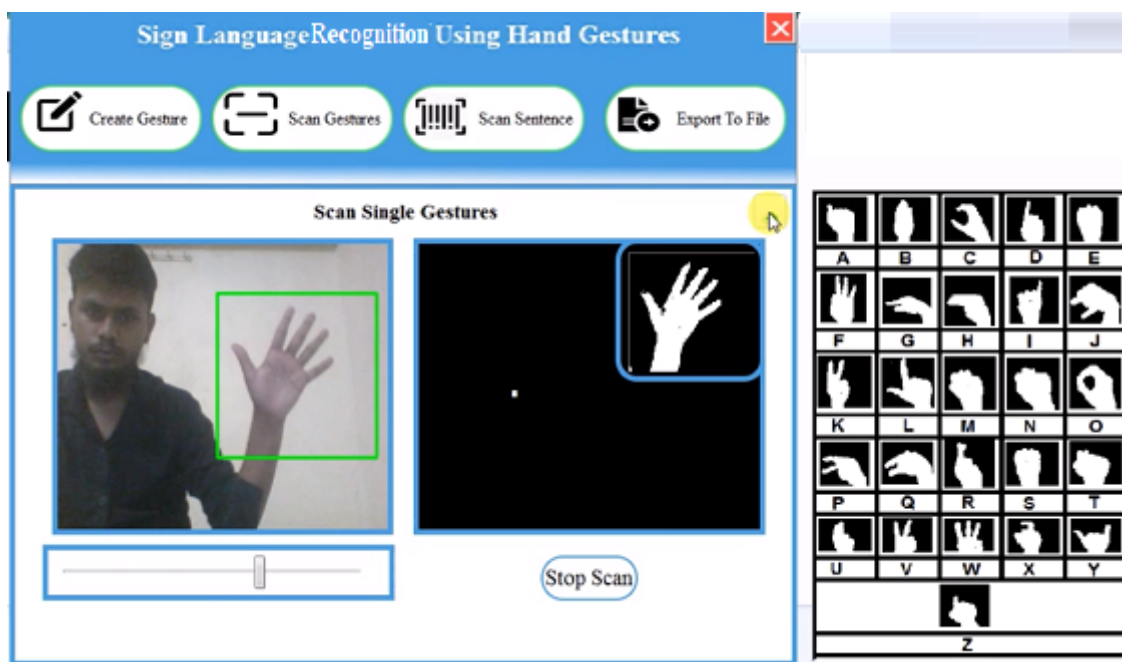 Sign LanguageRecognition Using Hand Gestures
Create Gesture Scan Gestures Scan Sentence Export To File
Scan Single Gestures
A B C D E
F G H I J
K L M N O
P Q R S T
U V W X Y
Z
Stop Scan